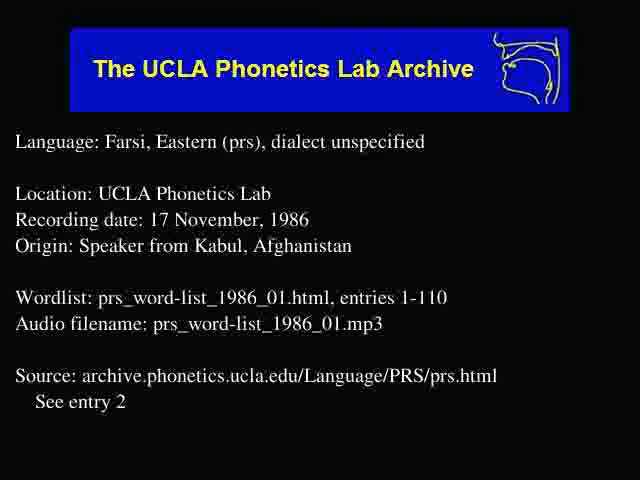 The UCLA Phonetics Lab Archive
Language: Farsi, Eastern (prs), dialect unspecified
Location: UCLA Phonetics Lab
Recording date: 17 November, 1986
Origin: Speaker from Kabul, Afghanistan
Wordlist: prs_word-list_1986_01.html, entries 1-110
Audio filename: prs_word-list_1986_01.mp3
Source: archive.phonetics.ucla.edu/Language/PRS/prs.html
See entry 2